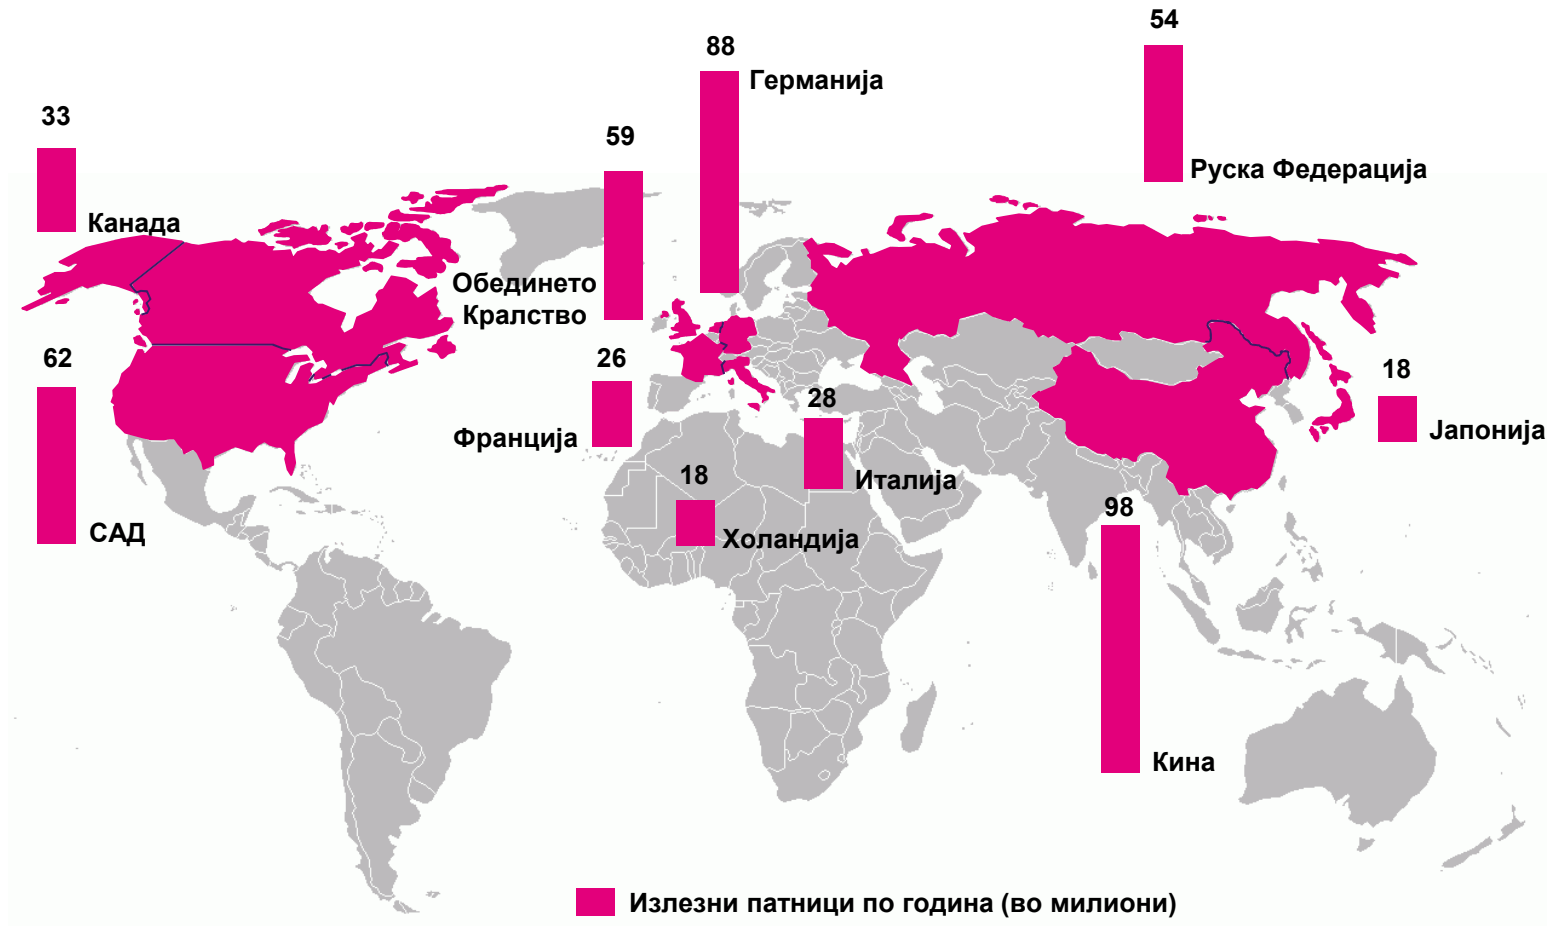 54
88
Германија
33
59
Руска Федерација
Канада
Обединето
Кралство
62
26
18
28
Франција
Јапонија
18
Италија
98
САД
Холандија
Кина
Излезни патници по година (во милиони)